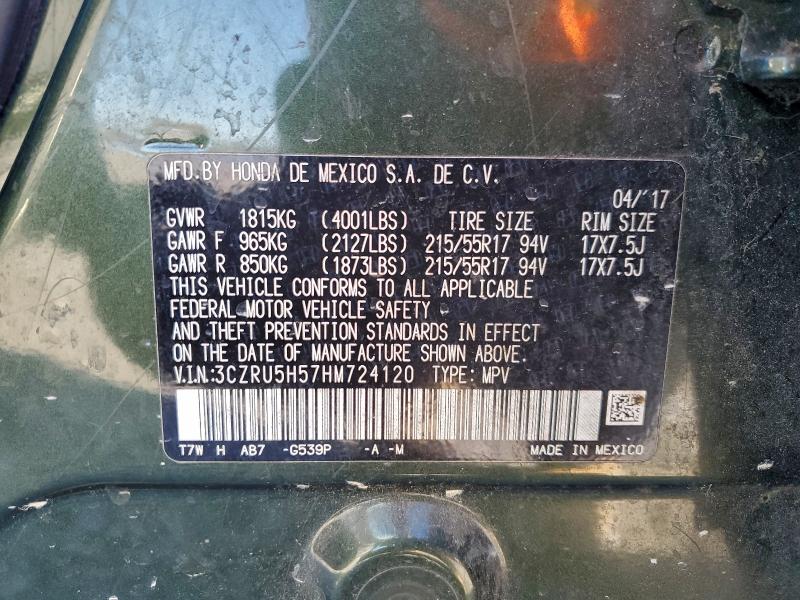 MFD. BY HONDA DE MEXICO S.A. DE C.V.
04/'17
GVWR 1815KG (4001LBS) TIRE SIZE RIM SIZE
GAWR F 965KG (2127LBS) 215/55R17 94V 17X7.5J
GAWR R 850KG (1873LBS) 215/55R17 94V 17X7.5J
THIS VEHICLE CONFORMS TO ALL APPLICABLE
FEDERAL MOTOR VEHICLE SAFETY
AND THEFT PREVENTION STANDARDS IN EFFECT
ON THE DATE OF MANUFACTURE SHOWN ABOVE.
V.I.N:3CZRU5H57HM724120 TYPE: MPV
T7W H AB7 -G539P -A -M MADE IN MEXICO